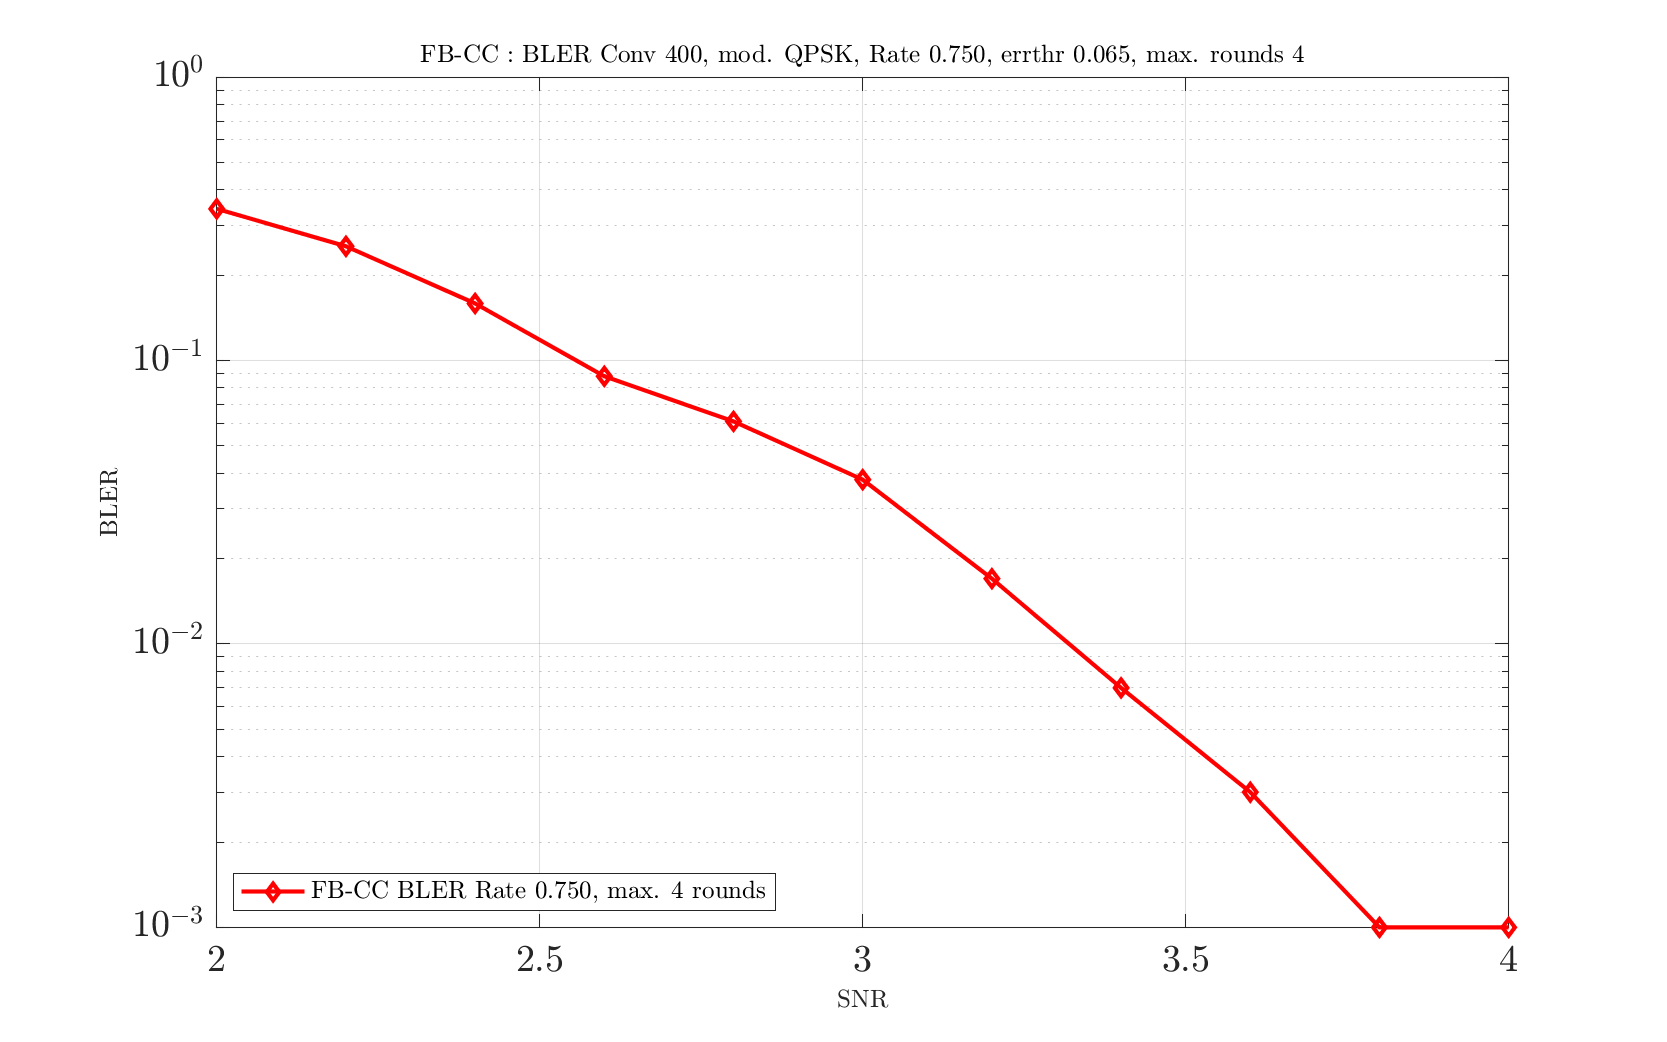 FB-CC : BLER Conv 400, mod. QPSK, Rate 0.750, errthr 0.065, max. rounds 4
10^0
10^-1
10^-2
10^-3
BLER
FB-CC BLER Rate 0.750, max. 4 rounds
2 2.5 3 3.5 4
SNR